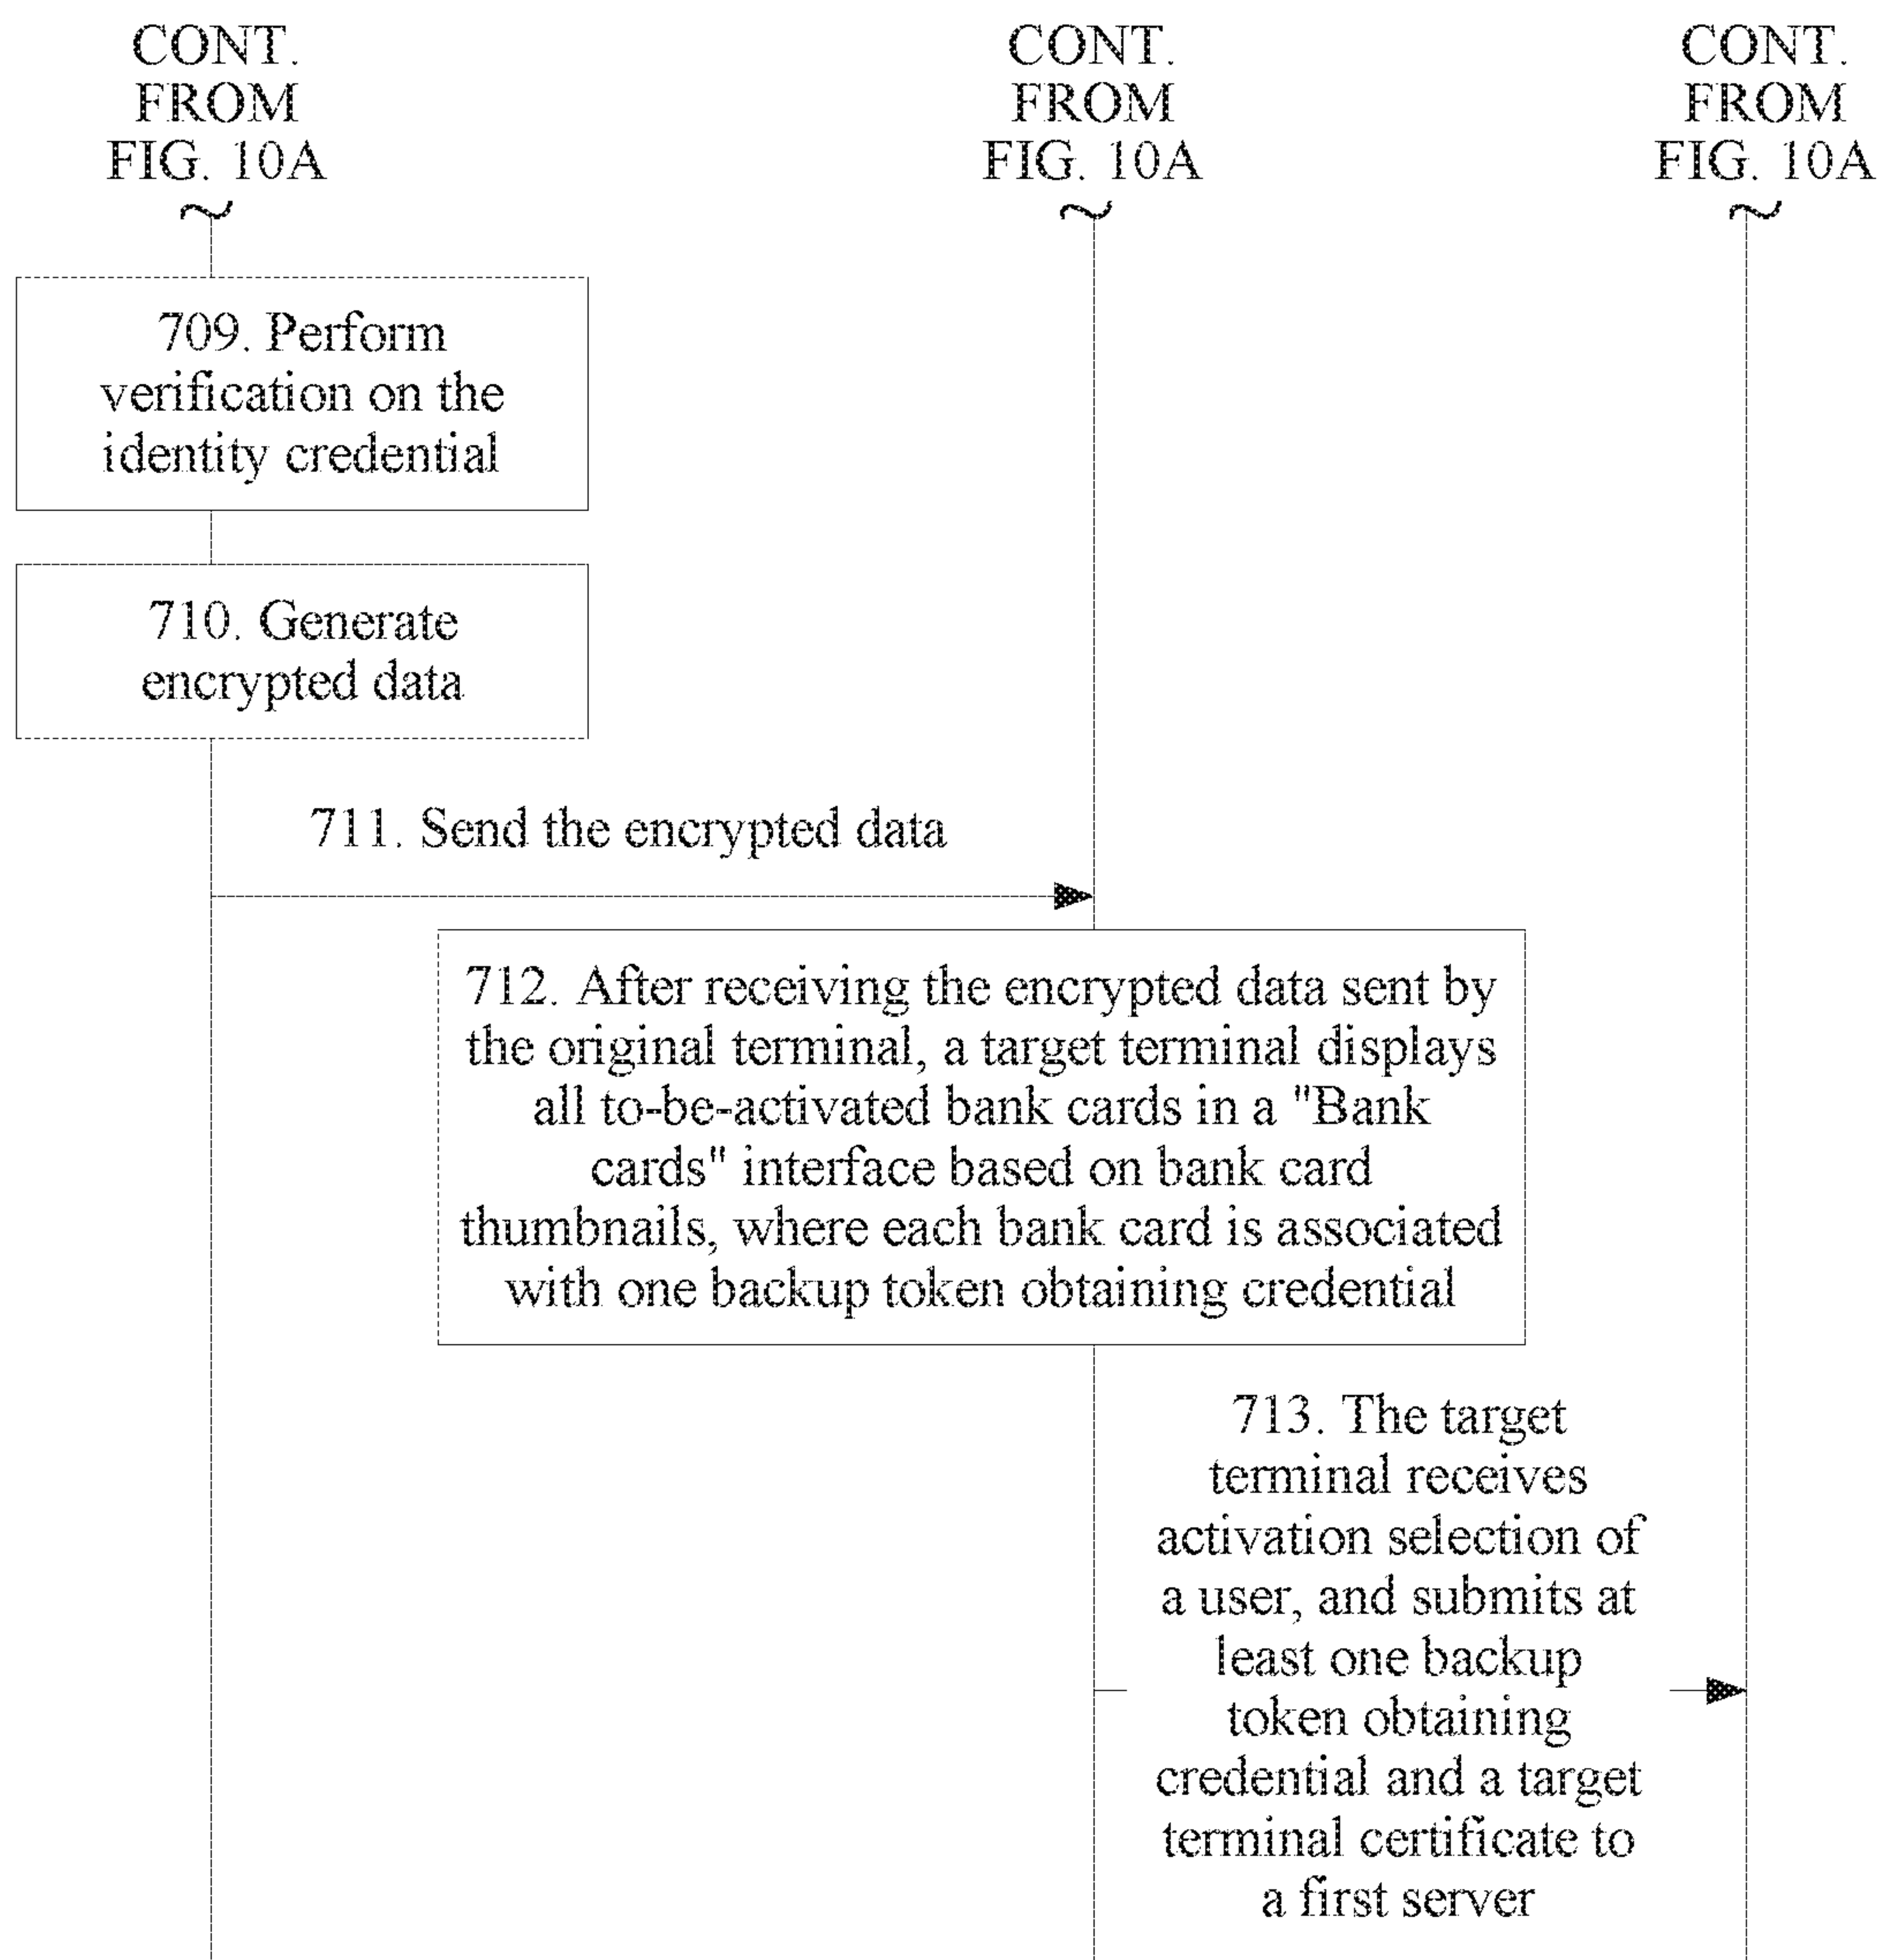 CONT.
FROM
FIG. 10A
CONT.
FROM
FIG. 10A
CONT.
FROM
FIG. 10A
709. Perform
verification on the
identity credential
710. Generate
encrypted data
711. Send the encrypted data
712. After receiving the encrypted data sent by
the original terminal, a target terminal displays
all to-be-activated bank cards in a "Bank
cards" interface based on bank card
thumbnails, where each bank card is associated
with one backup token obtaining credential
713. The target
terminal receives
activation selection of
a user, and submits at
least one backup
token obtaining
credential and a target
terminal certificate to
a first server